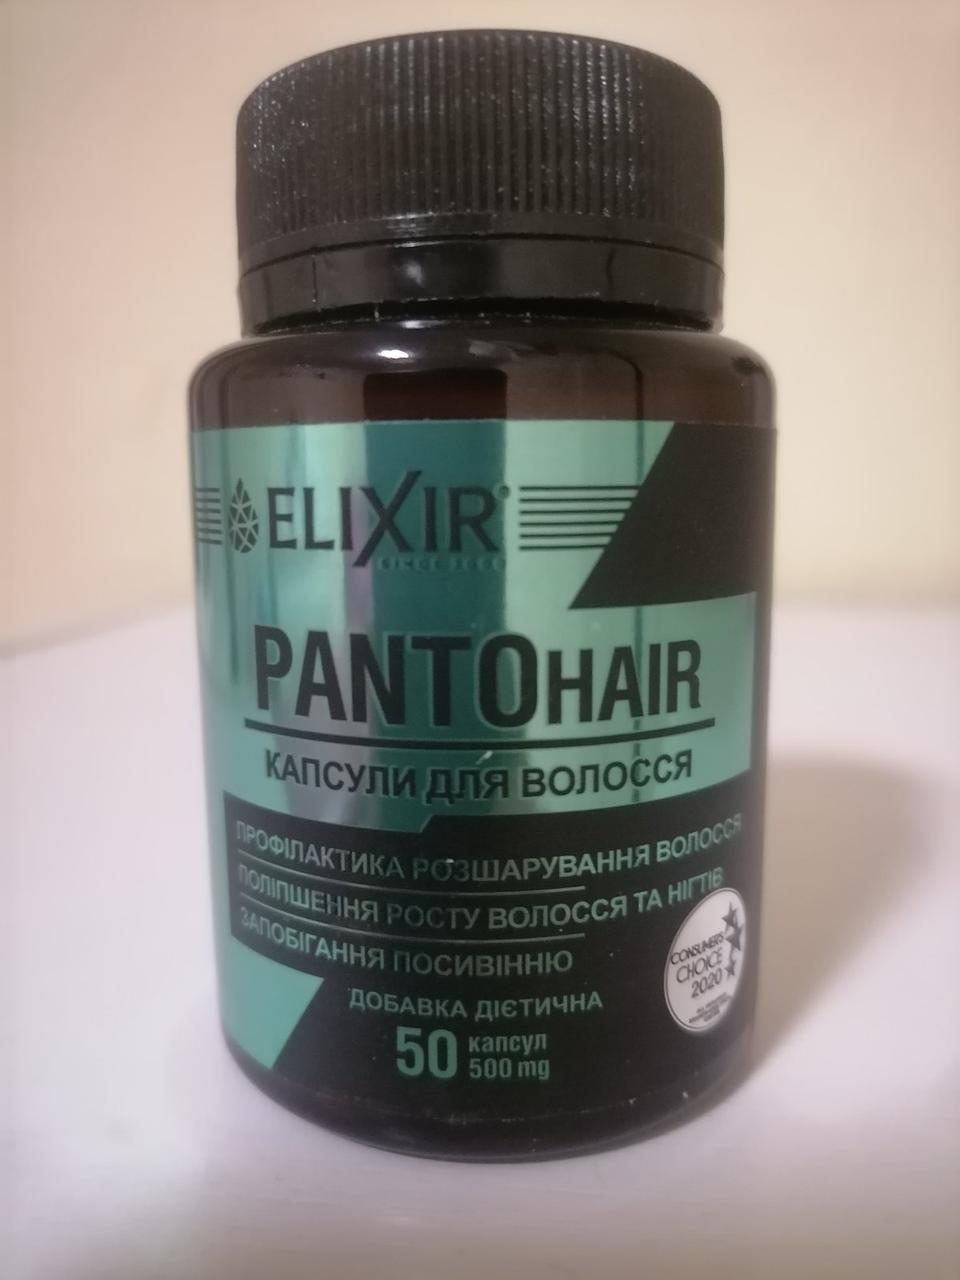 ELIXIR®
SINCE
PANTOHAIR
КАПСУЛИ ДЛЯ ВОЛОССЯ
ПРОФІЛАКТИКА РОЗШАРУВАННЯ ВОЛОССЯ
ПОЛІПШЕННЯ РОСТУ ВОЛОССЯ ТА НІГТІВ
ЗАПОБІГАННЯ ПОСИВІННЮ
CONSUMERS
CHOICE
2020
ДОБАВКА ДІЄТИЧНА
50 капсул
500 mg